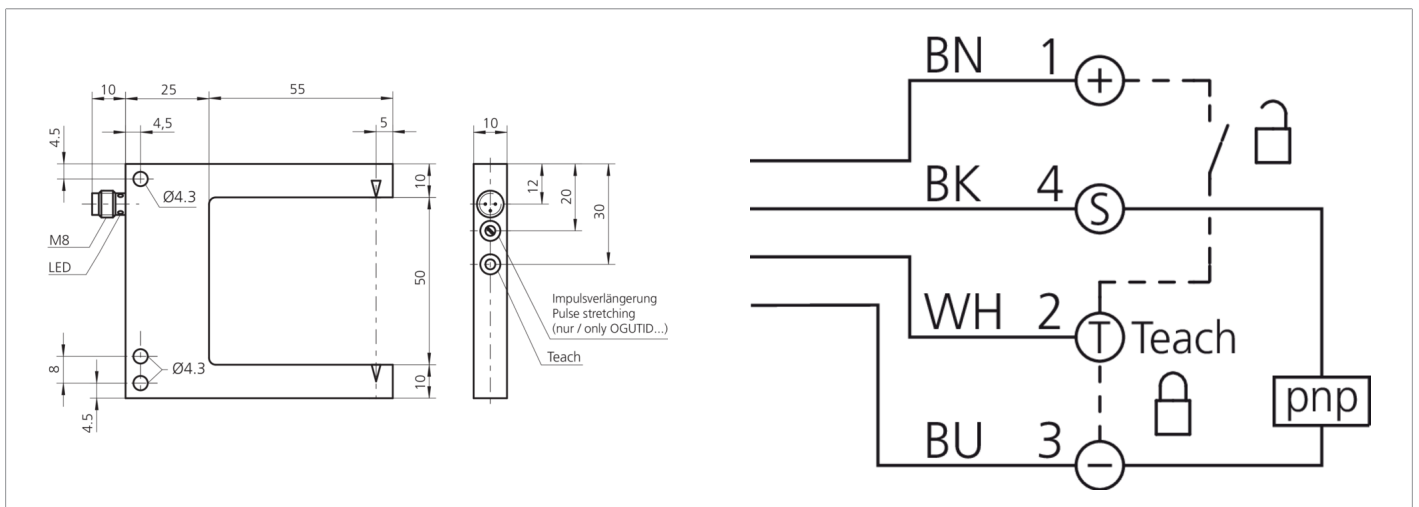 10
25
55
4,5
5
4.5
Ø4.3
10
M8
LED
50
8
Ø4.3
10
4.5
10
12
20
30
Impulsverlängerung
Pulse stretching
(nur / only OGUTID...)
Teach
BN 1 +
BK 4 S
WH 2 T Teach
pnp
BU 3 −